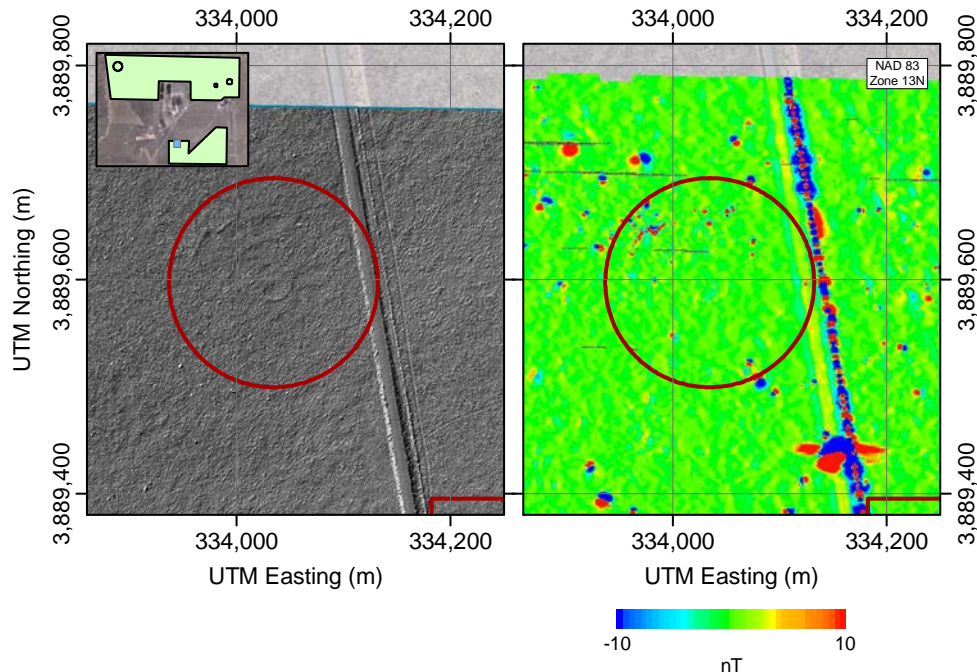 334,000
334,200
334,000
334,200
3,889,800
3,889,600
3,889,400
UTM Northing (m)
NAD 83
Zone 13N
3,889,800
3,889,600
3,889,400
334,000
334,200
334,000
334,200
UTM Easting (m)
UTM Easting (m)
-10
10
nT